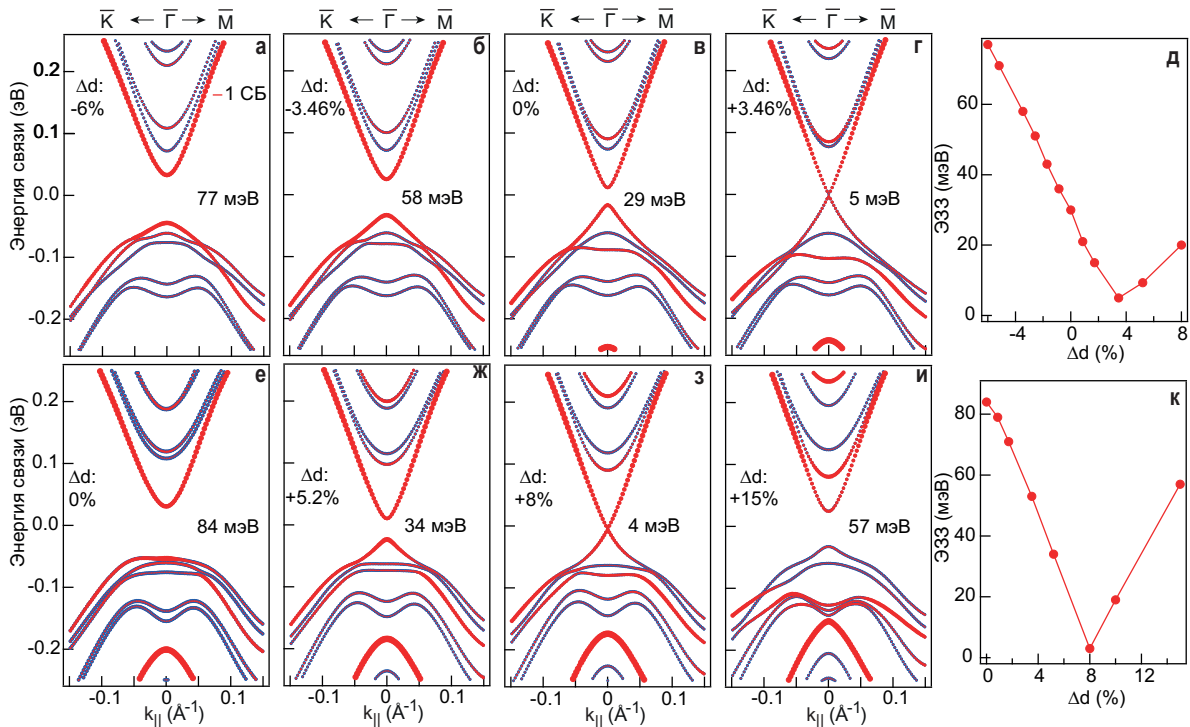 K ← Γ → M
K ← Γ → M
K ← Γ → M
K ← Γ → M
Энергия связи (эВ)
0.2
0.1
0.0
-0.1
-0.2
а
Δd:
-6%
1 СБ
77 мэВ
б
Δd:
-3.46%
58 мэВ
в
Δd:
0%
29 мэВ
г
Δd:
+3.46%
5 мэВ
д
ЭЗЗ (мэВ)
60
40
20
0
-4 0 4 8
Δd (%)
Энергия связи (эВ)
0.2
0.1
0.0
-0.1
-0.2
е
Δd:
0%
84 мэВ
-0.1 0 0.1
k|| (Å-1)
ж
Δd:
+5.2%
34 мэВ
-0.1 0 0.1
k|| (Å-1)
з
Δd:
+8%
4 мэВ
-0.1 0 0.1
k|| (Å-1)
и
Δd:
+15%
57 мэВ
-0.1 0 0.1
k|| (Å-1)
к
ЭЗЗ (мэВ)
80
60
40
20
0
0 4 8 12
Δd (%)